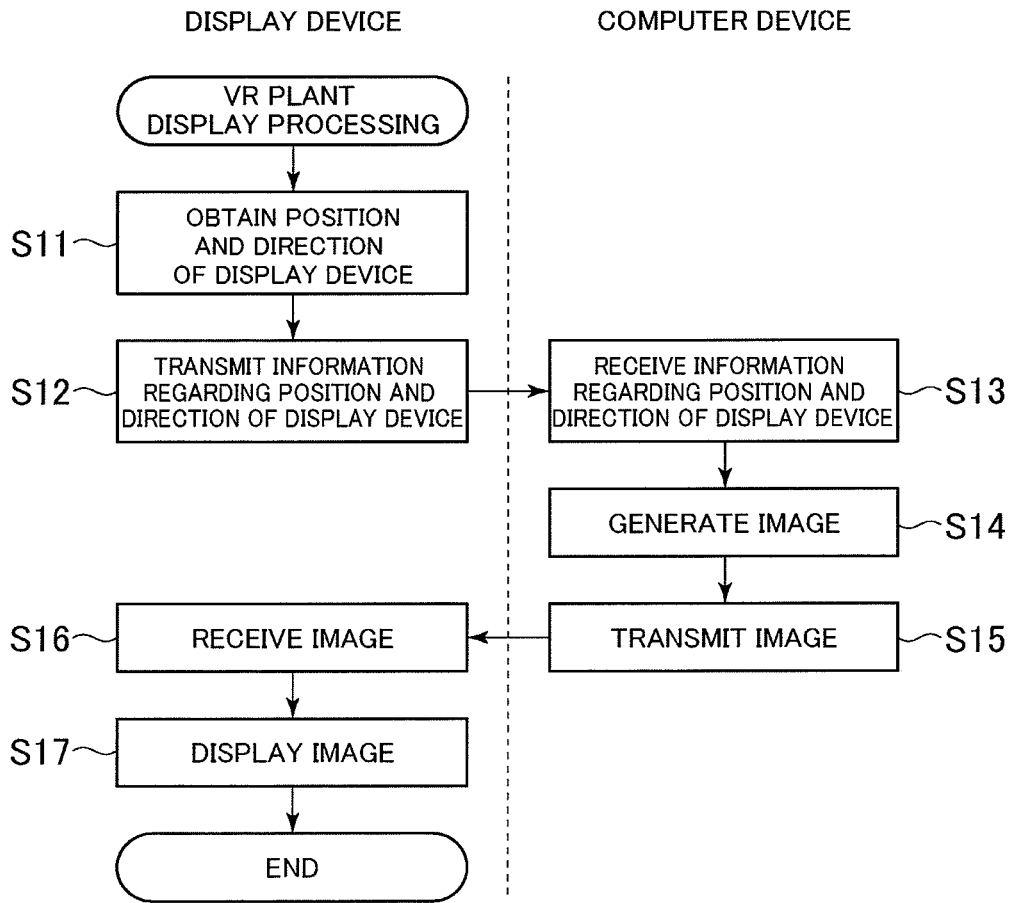 DISPLAY DEVICE
COMPUTER DEVICE
VR PLANT
DISPLAY PROCESSING
S11
OBTAIN POSITION
AND DIRECTION
OF DISPLAY DEVICE
S12
TRANSMIT INFORMATION
REGARDING POSITION AND
DIRECTION OF DISPLAY DEVICE
RECEIVE INFORMATION
REGARDING POSITION AND
DIRECTION OF DISPLAY DEVICE
S13
GENERATE IMAGE
S14
S16
RECEIVE IMAGE
TRANSMIT IMAGE
S15
S17
DISPLAY IMAGE
END